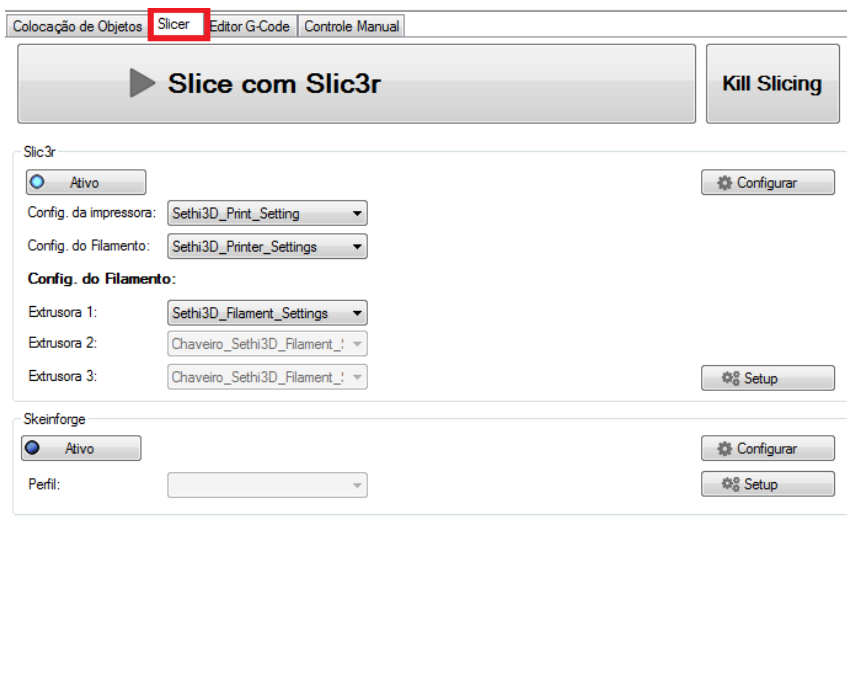 Colocação de Objetos Slicer Editor G-Code Controle Manual
Slice com Slic3r Kill Slicing
Slic3r
Ativo Configurar
Config. da impressora: Sethi3D_Print_Setting
Config. do Filamento: Sethi3D_Printer_Settings
Config. do Filamento:
Extrusora 1: Sethi3D_Filament_Settings
Extrusora 2: Chaveiro_Sethi3D_Filament_
Extrusora 3: Chaveiro_Sethi3D_Filament_ Setup
Skeinforge
Ativo Configurar
Perfil: Setup